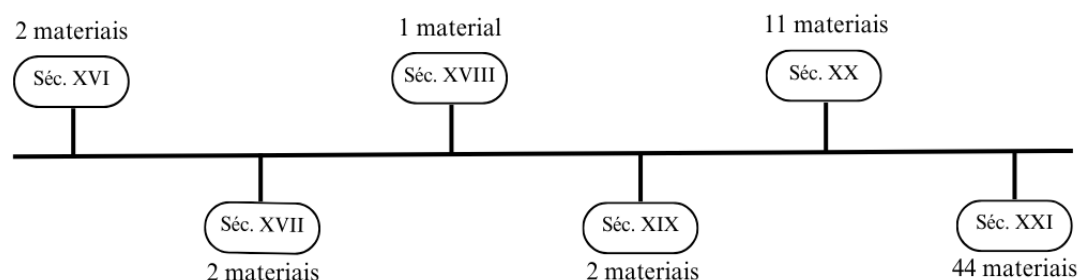 2 materiais
Séc. XVI
1 material
Séc. XVIII
11 materiais
Séc. XX
Séc. XVII
2 materiais
Séc. XIX
2 materiais
Séc. XXI
44 materiais